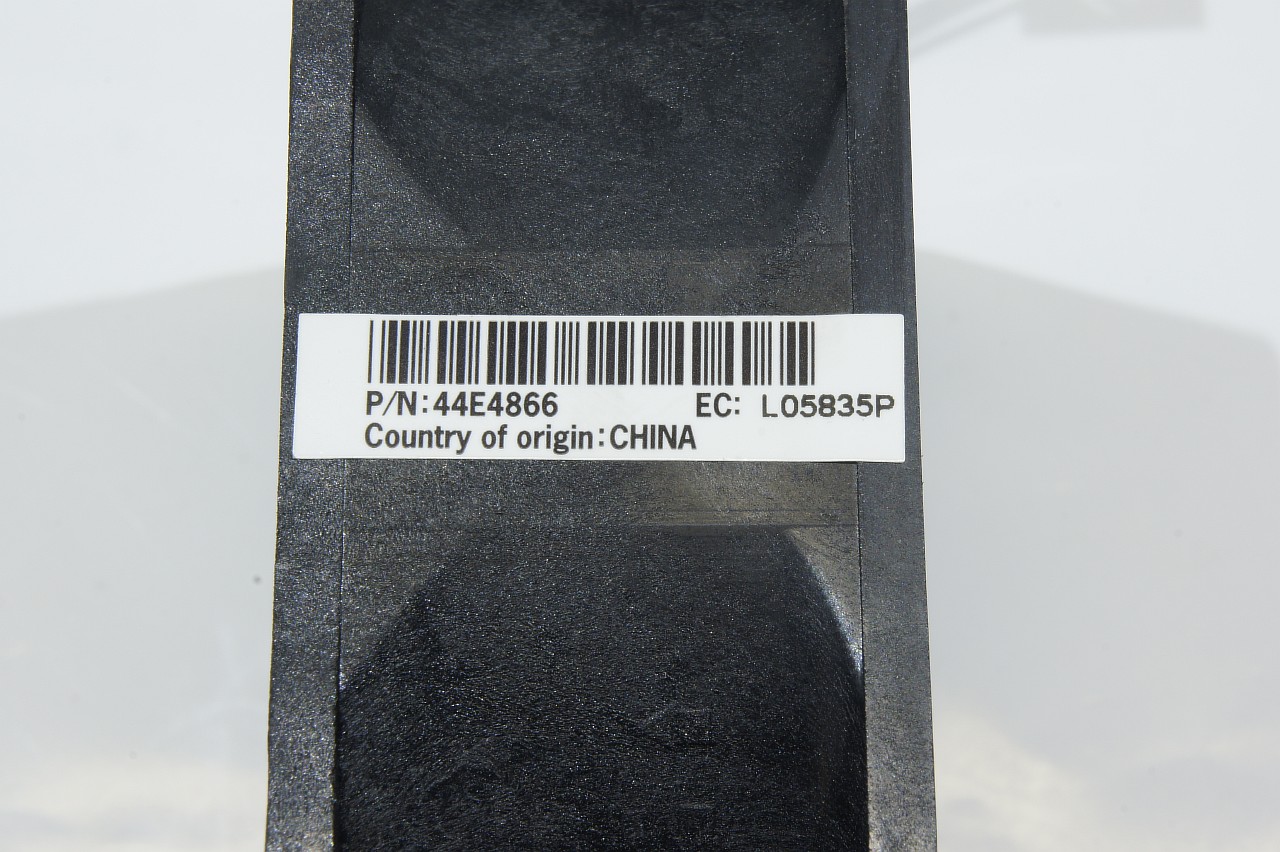 P/N:44E4866 EC: L05835P
Country of origin:CHINA